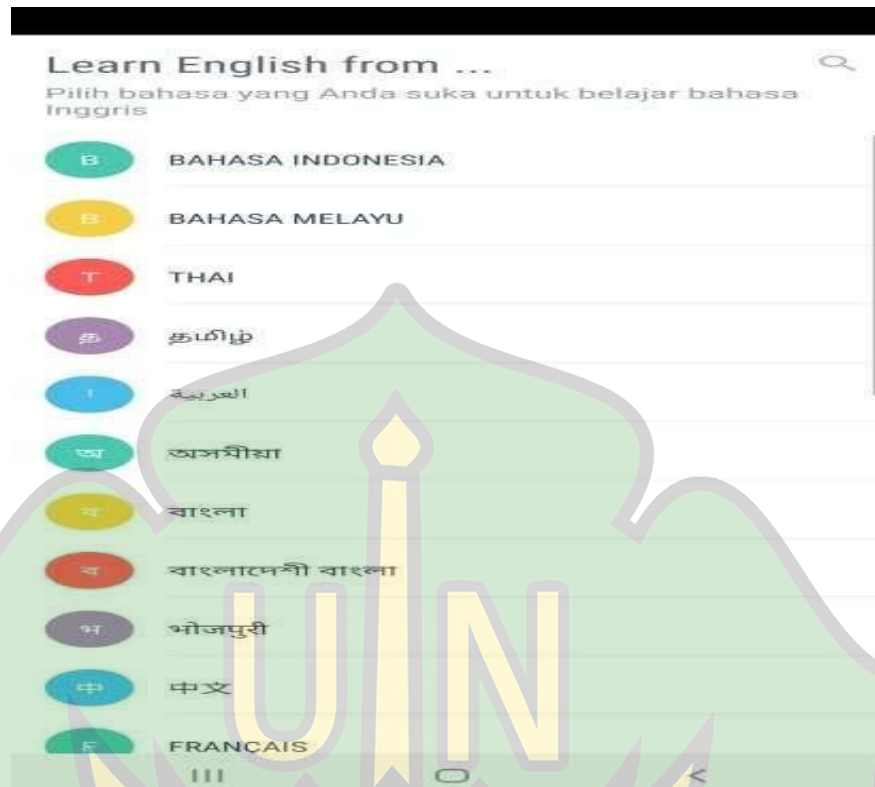 Learn English from ...
Pilih bahasa yang Anda suka untuk belajar bahasa
Inggris
B BAHASA INDONESIA
B BAHASA MELAYU
T THAI
த தமிழ்
ا العربية
অ অসমীয়া
ব বাংলা
ব বাংলাদেশী বাংলা
भ भोजपुरी
中 中文
F FRANÇAIS
UIN